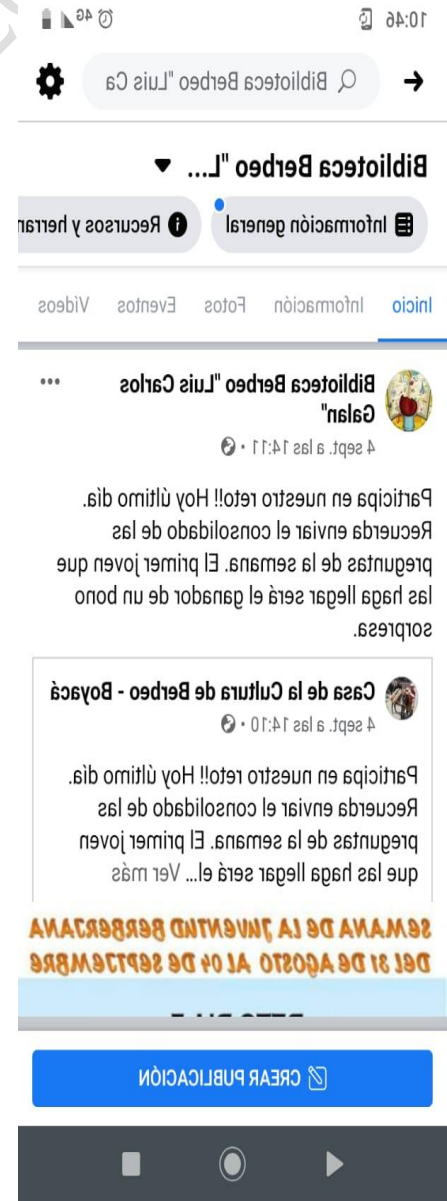 10:46
4G
Biblioteca Berbeo "Luis Ca
Biblioteca Berbeo "L...
Información general
Recursos y herran
Inicio Información Fotos Eventos Vídeos
Biblioteca Berbeo "Luis Carlos
Galan"
4 sept. a las 14:11 ·
Participa en nuestro reto!! Hoy último día.
Recuerda enviar el consolidado de las
preguntas de la semana. El primer joven que
las haga llegar será el ganador de un bono
sorpresa.
Casa de la Cultura de Berbeo - Boyacá
4 sept. a las 14:10 ·
Participa en nuestro reto!! Hoy último día.
Recuerda enviar el consolidado de las
preguntas de la semana. El primer joven
que las haga llegar será el... Ver más
SEMANA DE LA JUVENTUD BERBERZANA
DEL 31 DE AGOSTO AL 04 DE SEPTIEMBRE
CREAR PUBLICACIÓN